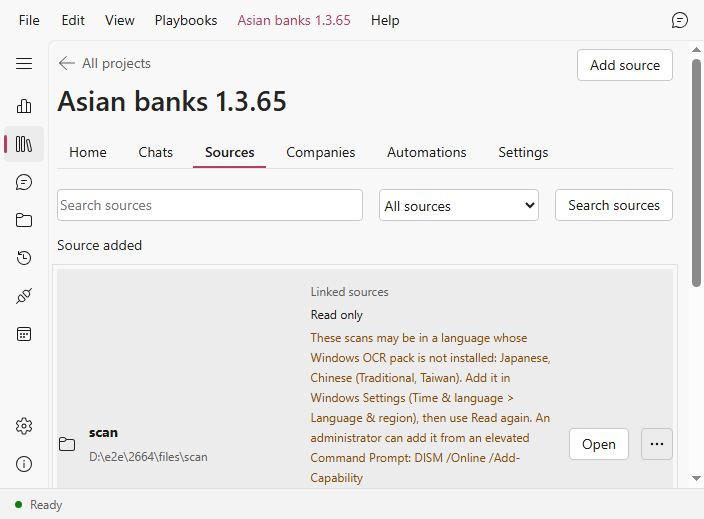 File Edit View Playbooks Asian banks 1.3.65 Help
All projects
Add source
Asian banks 1.3.65
Home Chats Sources Companies Automations Settings
Search sources
All sources
Search sources
Source added
Linked sources
Read only
These scans may be in a language whose
Windows OCR pack is not installed: Japanese,
Chinese (Traditional, Taiwan). Add it in
Windows Settings (Time & language >
Language & region), then use Read again. An
administrator can add it from an elevated
Command Prompt: DISM /Online /Add-
Capability
scan
D:\e2e\2664\files\scan
Open
Ready